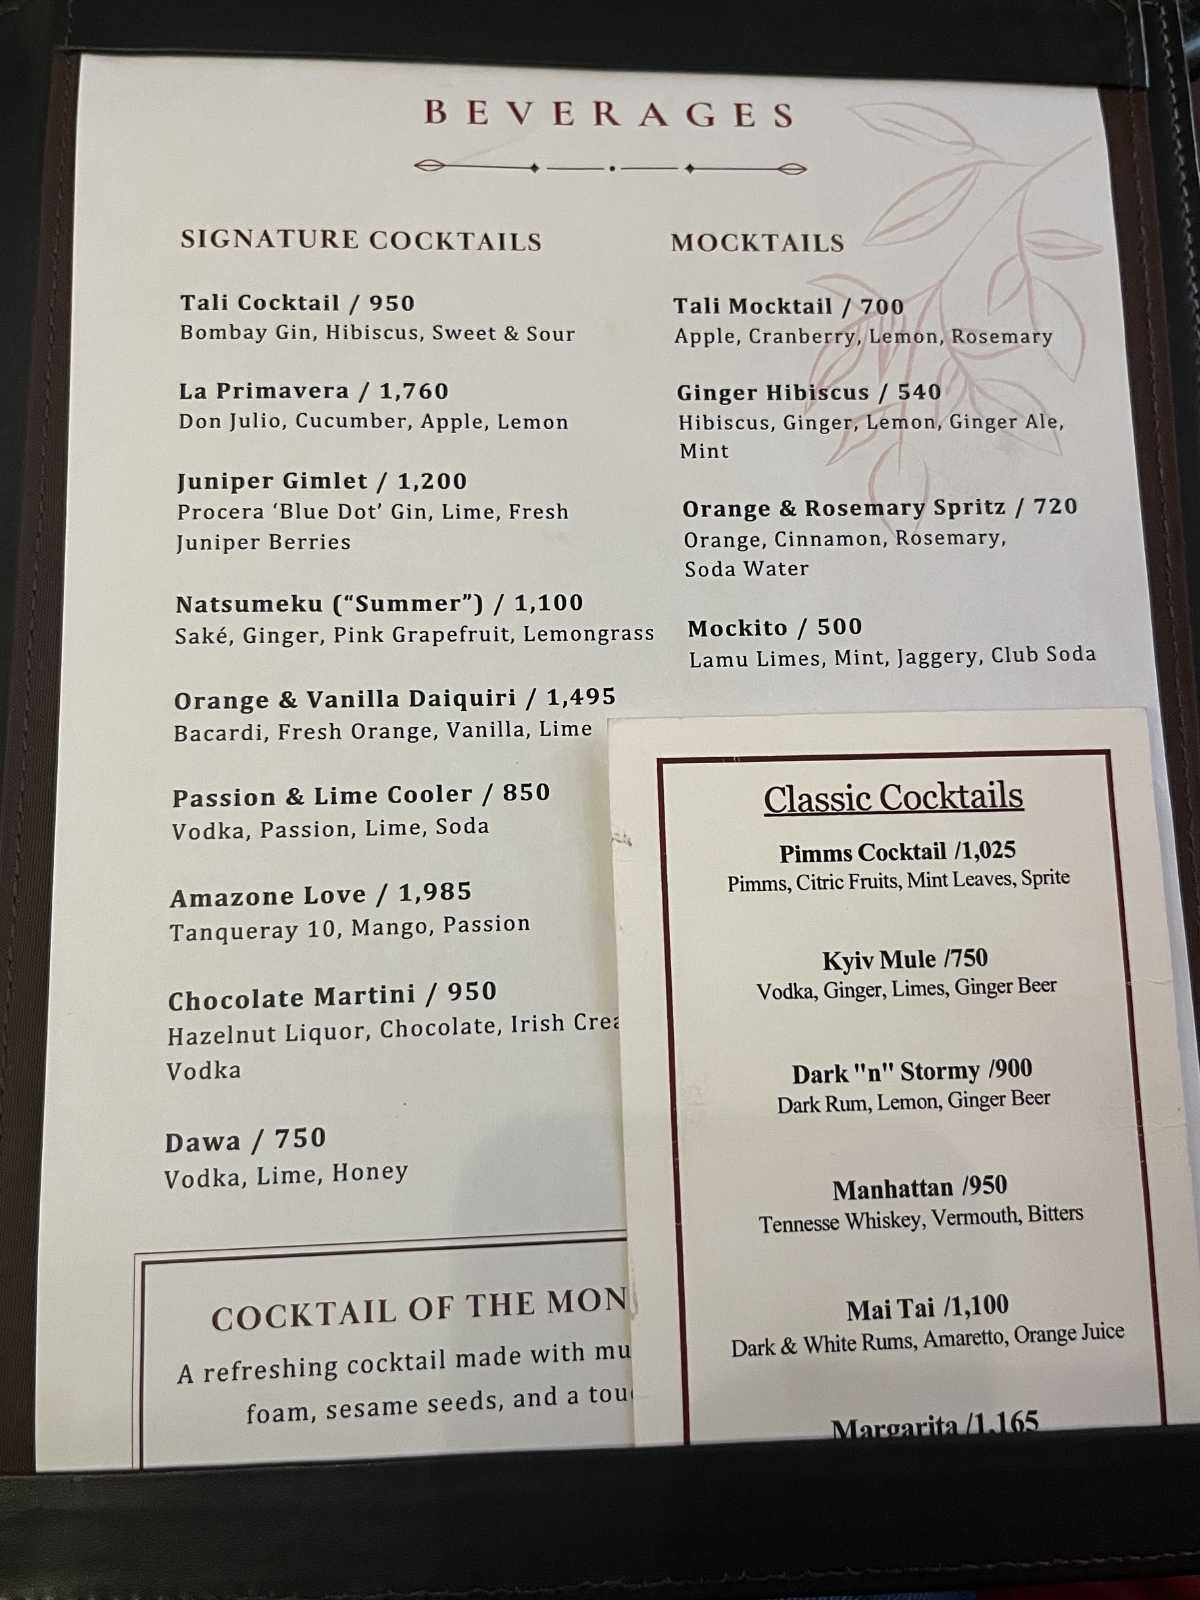 BEVERAGES
SIGNATURE COCKTAILS
Tali Cocktail / 950
Bombay Gin, Hibiscus, Sweet & Sour
La Primavera / 1,760
Don Julio, Cucumber, Apple, Lemon
Juniper Gimlet / 1,200
Procera ‘Blue Dot’ Gin, Lime, Fresh
Juniper Berries
Natsumeku (“Summer”) / 1,100
Saké, Ginger, Pink Grapefruit, Lemongrass
Orange & Vanilla Daiquiri / 1,495
Bacardi, Fresh Orange, Vanilla, Lime
Passion & Lime Cooler / 850
Vodka, Passion, Lime, Soda
Amazone Love / 1,985
Tanqueray 10, Mango, Passion
Chocolate Martini / 950
Hazelnut Liquor, Chocolate, Irish
Vodka
Dawa / 750
Vodka, Lime, Honey
COCKTAIL OF THE
A refreshing cocktail made with
foam, sesame seeds, and a
MOCKTAILS
Tali Mocktail / 700
Apple, Cranberry, Lemon, Rosemary
Ginger Hibiscus / 540
Hibiscus, Ginger, Lemon, Ginger Ale,
Mint
Orange & Rosemary Spritz / 720
Orange, Cinnamon, Rosemary,
Soda Water
Mockito / 500
Lamu Limes, Mint, Jaggery, Club Soda
Classic Cocktails
Pimms Cocktail /1,025
Pimms, Citric Fruits, Mint Leaves, Sprite
Kyiv Mule /750
Vodka, Ginger, Limes, Ginger Beer
Dark "n" Stormy /900
Dark Rum, Lemon, Ginger Beer
Manhattan /950
Tennesse Whiskey, Vermouth, Bitters
Mai Tai /1,100
Dark & White Rums, Amaretto, Orange Juice
Margarita /1,165